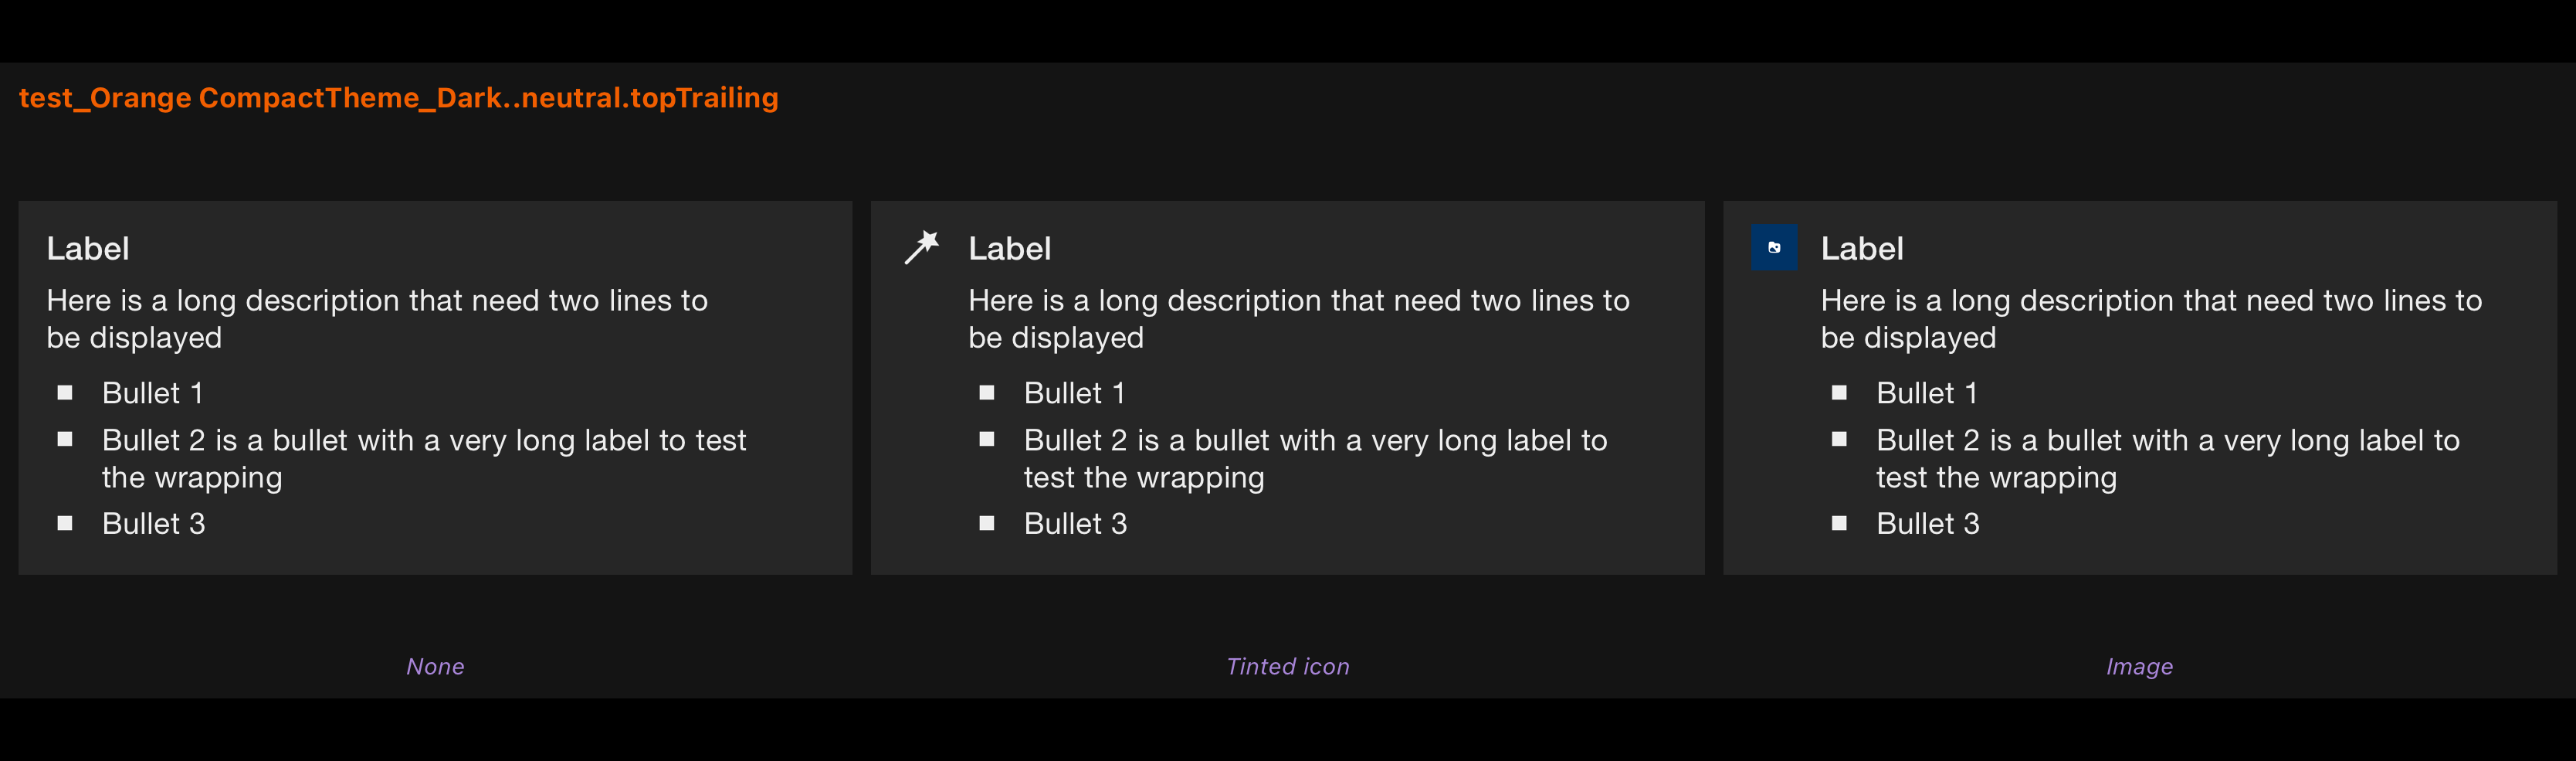 test_Orange CompactTheme_Dark..neutral.topTrailing
Label
Here is a long description that need two lines to
be displayed
Bullet 1
Bullet 2 is a bullet with a very long label to test
the wrapping
Bullet 3
None
Label
Here is a long description that need two lines to
be displayed
Bullet 1
Bullet 2 is a bullet with a very long label to
test the wrapping
Bullet 3
Tinted icon
Label
Here is a long description that need two lines to
be displayed
Bullet 1
Bullet 2 is a bullet with a very long label to
test the wrapping
Bullet 3
Image